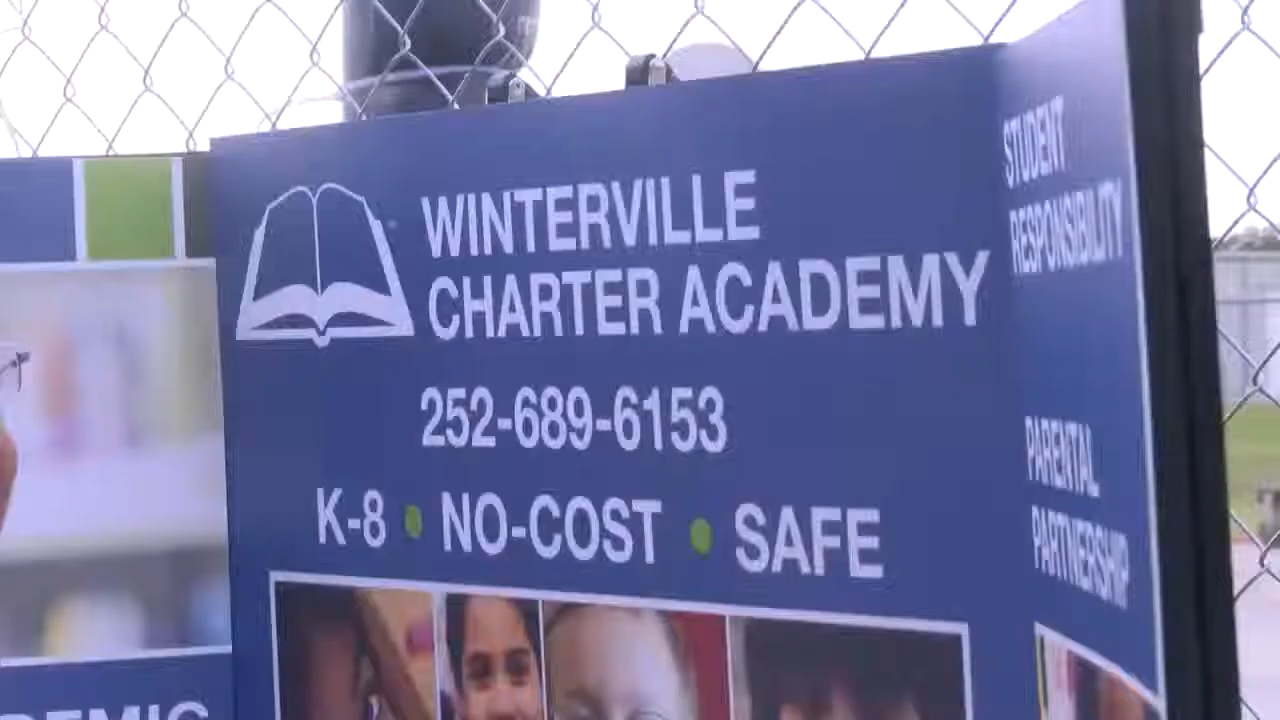 WINTERVILLE
CHARTER ACADEMY
252-689-6153
K-8 • NO-COST • SAFE
STUDENT
RESPONSIBILITY
PARENTAL
PARTNERSHIP